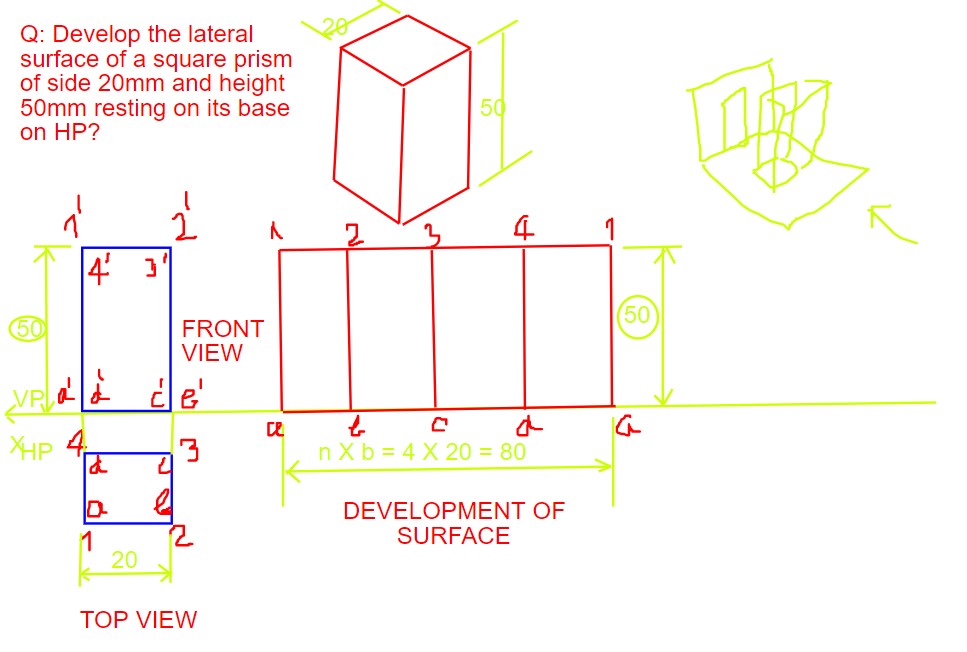 Q: Develop the lateral
surface of a square prism
of side 20mm and height
50mm resting on its base
on HP?
20
50
1' 2'
4' 3'
50
FRONT
VIEW
a' d' c' b'
VP
X
HP
4 3
d c
a b
1 2
20
TOP VIEW
1 2 3 4 1
50
a b c d a
n X b = 4 X 20 = 80
DEVELOPMENT OF
SURFACE